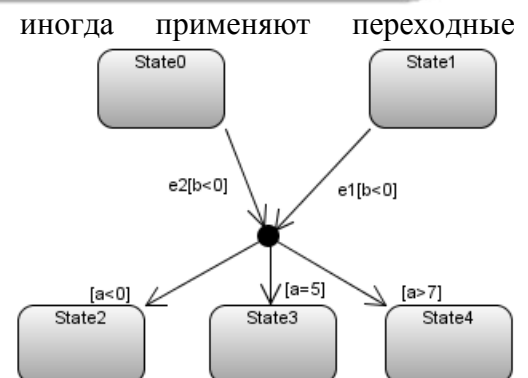 иногда применяют переходные
State0 State1
e2[b<0] e1[b<0]
[a<0] [a=5] [a>7]
State2 State3 State4